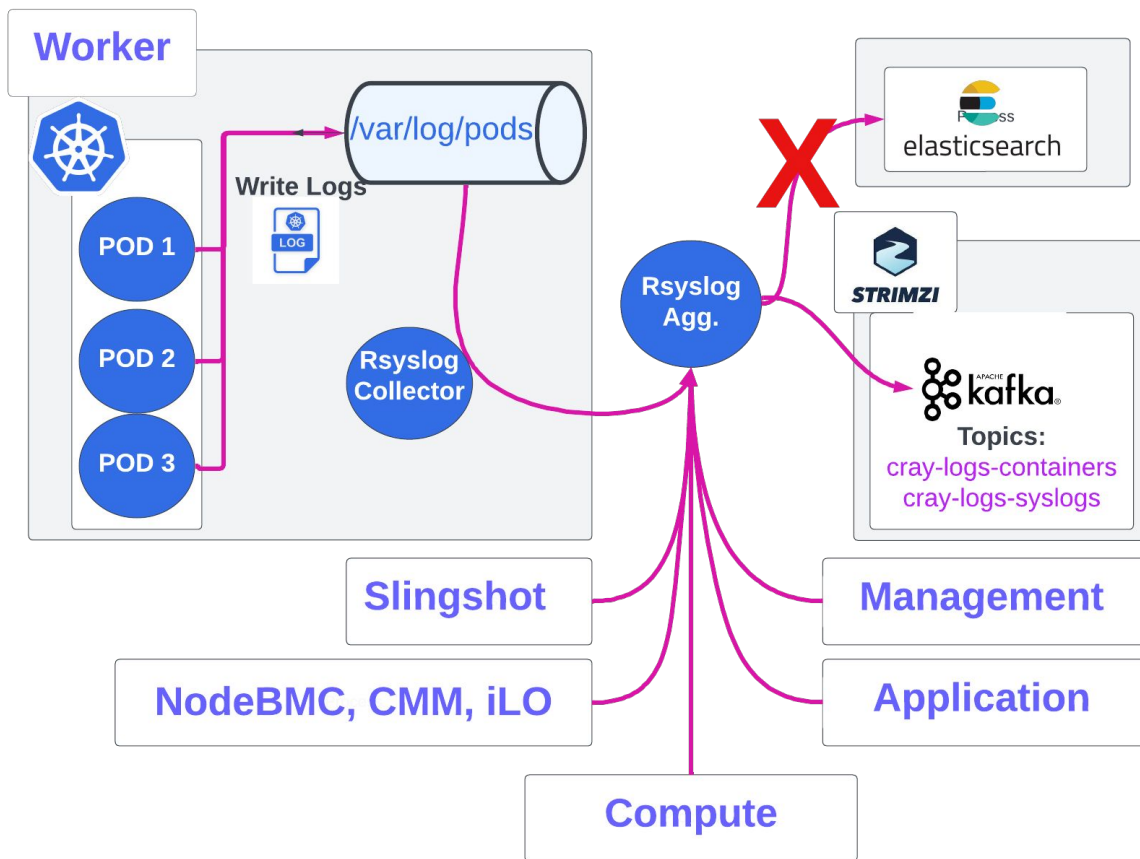 Worker
/var/log/pods
Write Logs
LOG
POD 1
POD 2
POD 3
Rsyslog
Collector
Rsyslog
Agg.
elasticsearch
STRIMZI
APACHE
kafka®
Topics:
cray-logs-containers
cray-logs-syslogs
Slingshot
Management
NodeBMC, CMM, iLO
Application
Compute